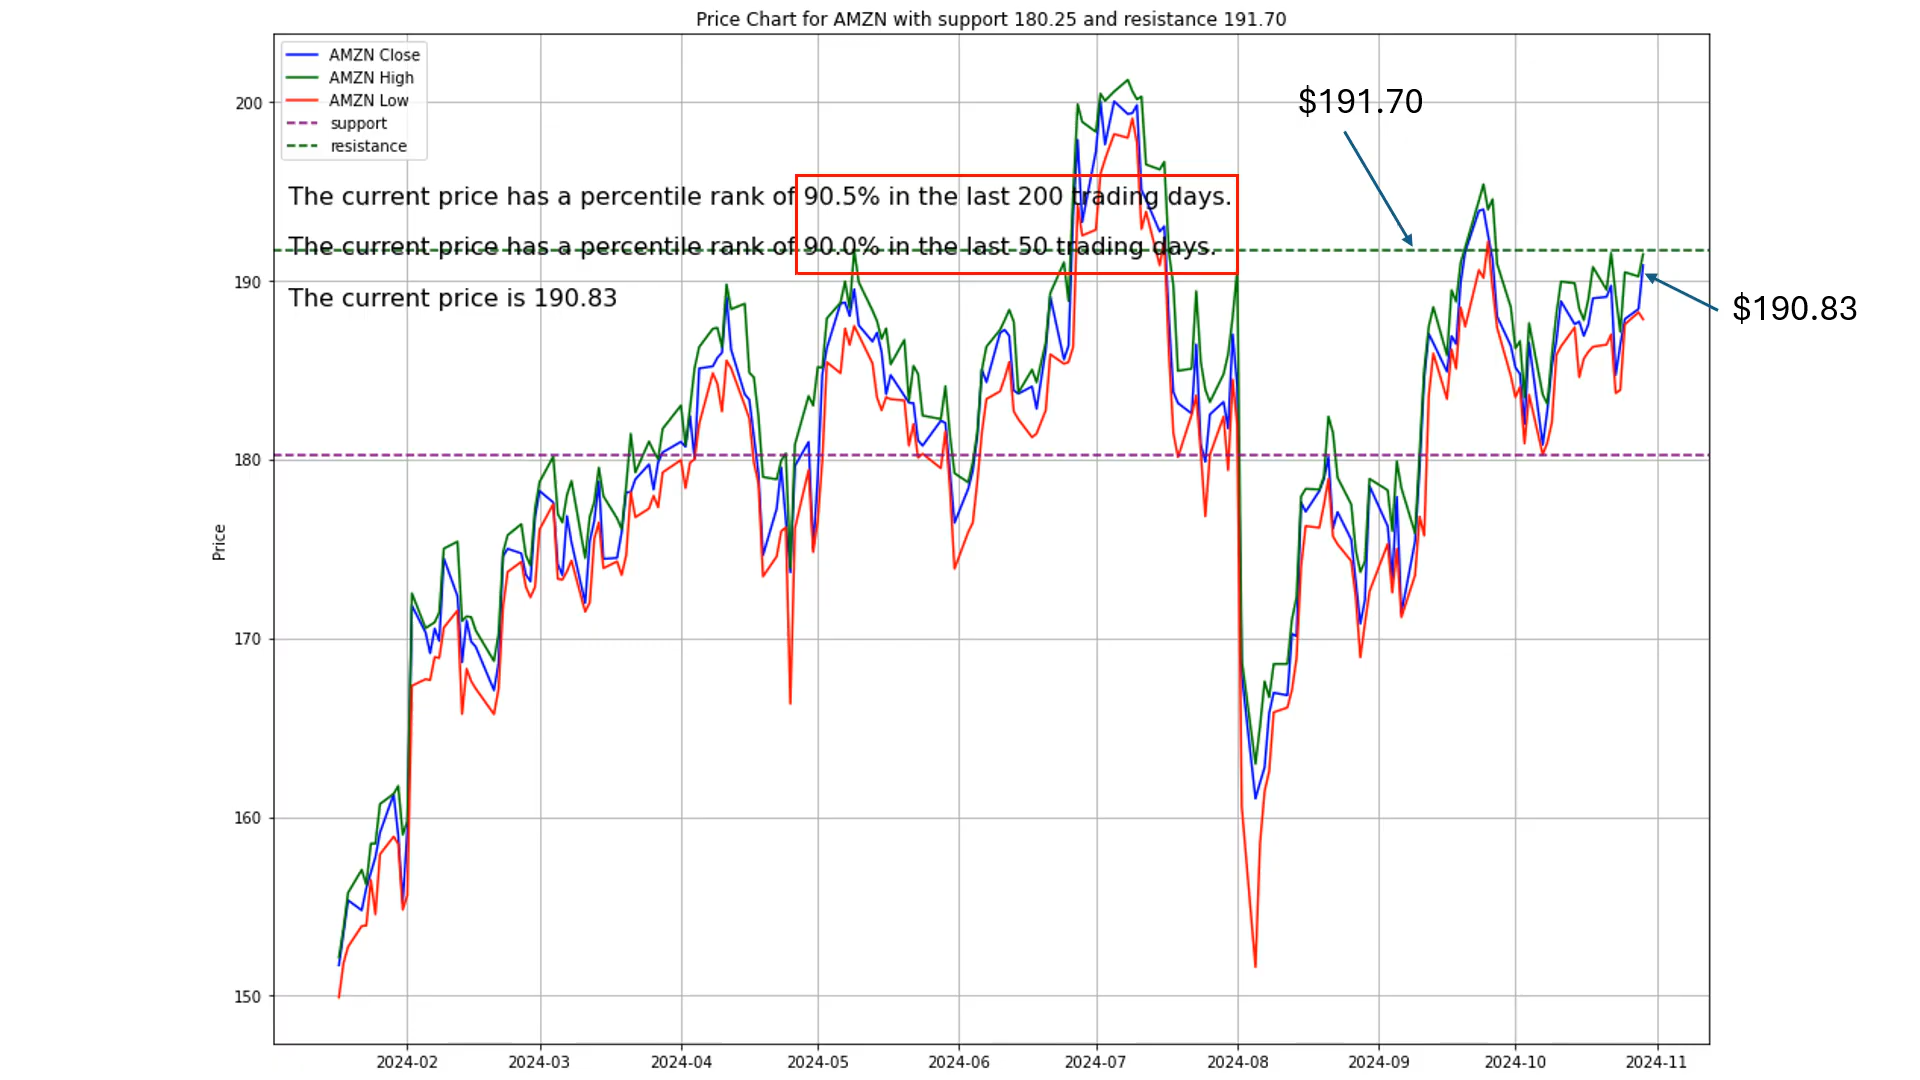 Price Chart for AMZN with support 180.25 and resistance 191.70
AMZN Close
AMZN High
AMZN Low
support
resistance
$191.70
The current price has a percentile rank of 90.5% in the last 200 trading days.
The current price has a percentile rank of 90.0% in the last 50 trading days.
The current price is 190.83
$190.83
Price
200
190
180
170
160
150
2024-02
2024-03
2024-04
2024-05
2024-06
2024-07
2024-08
2024-09
2024-10
2024-11